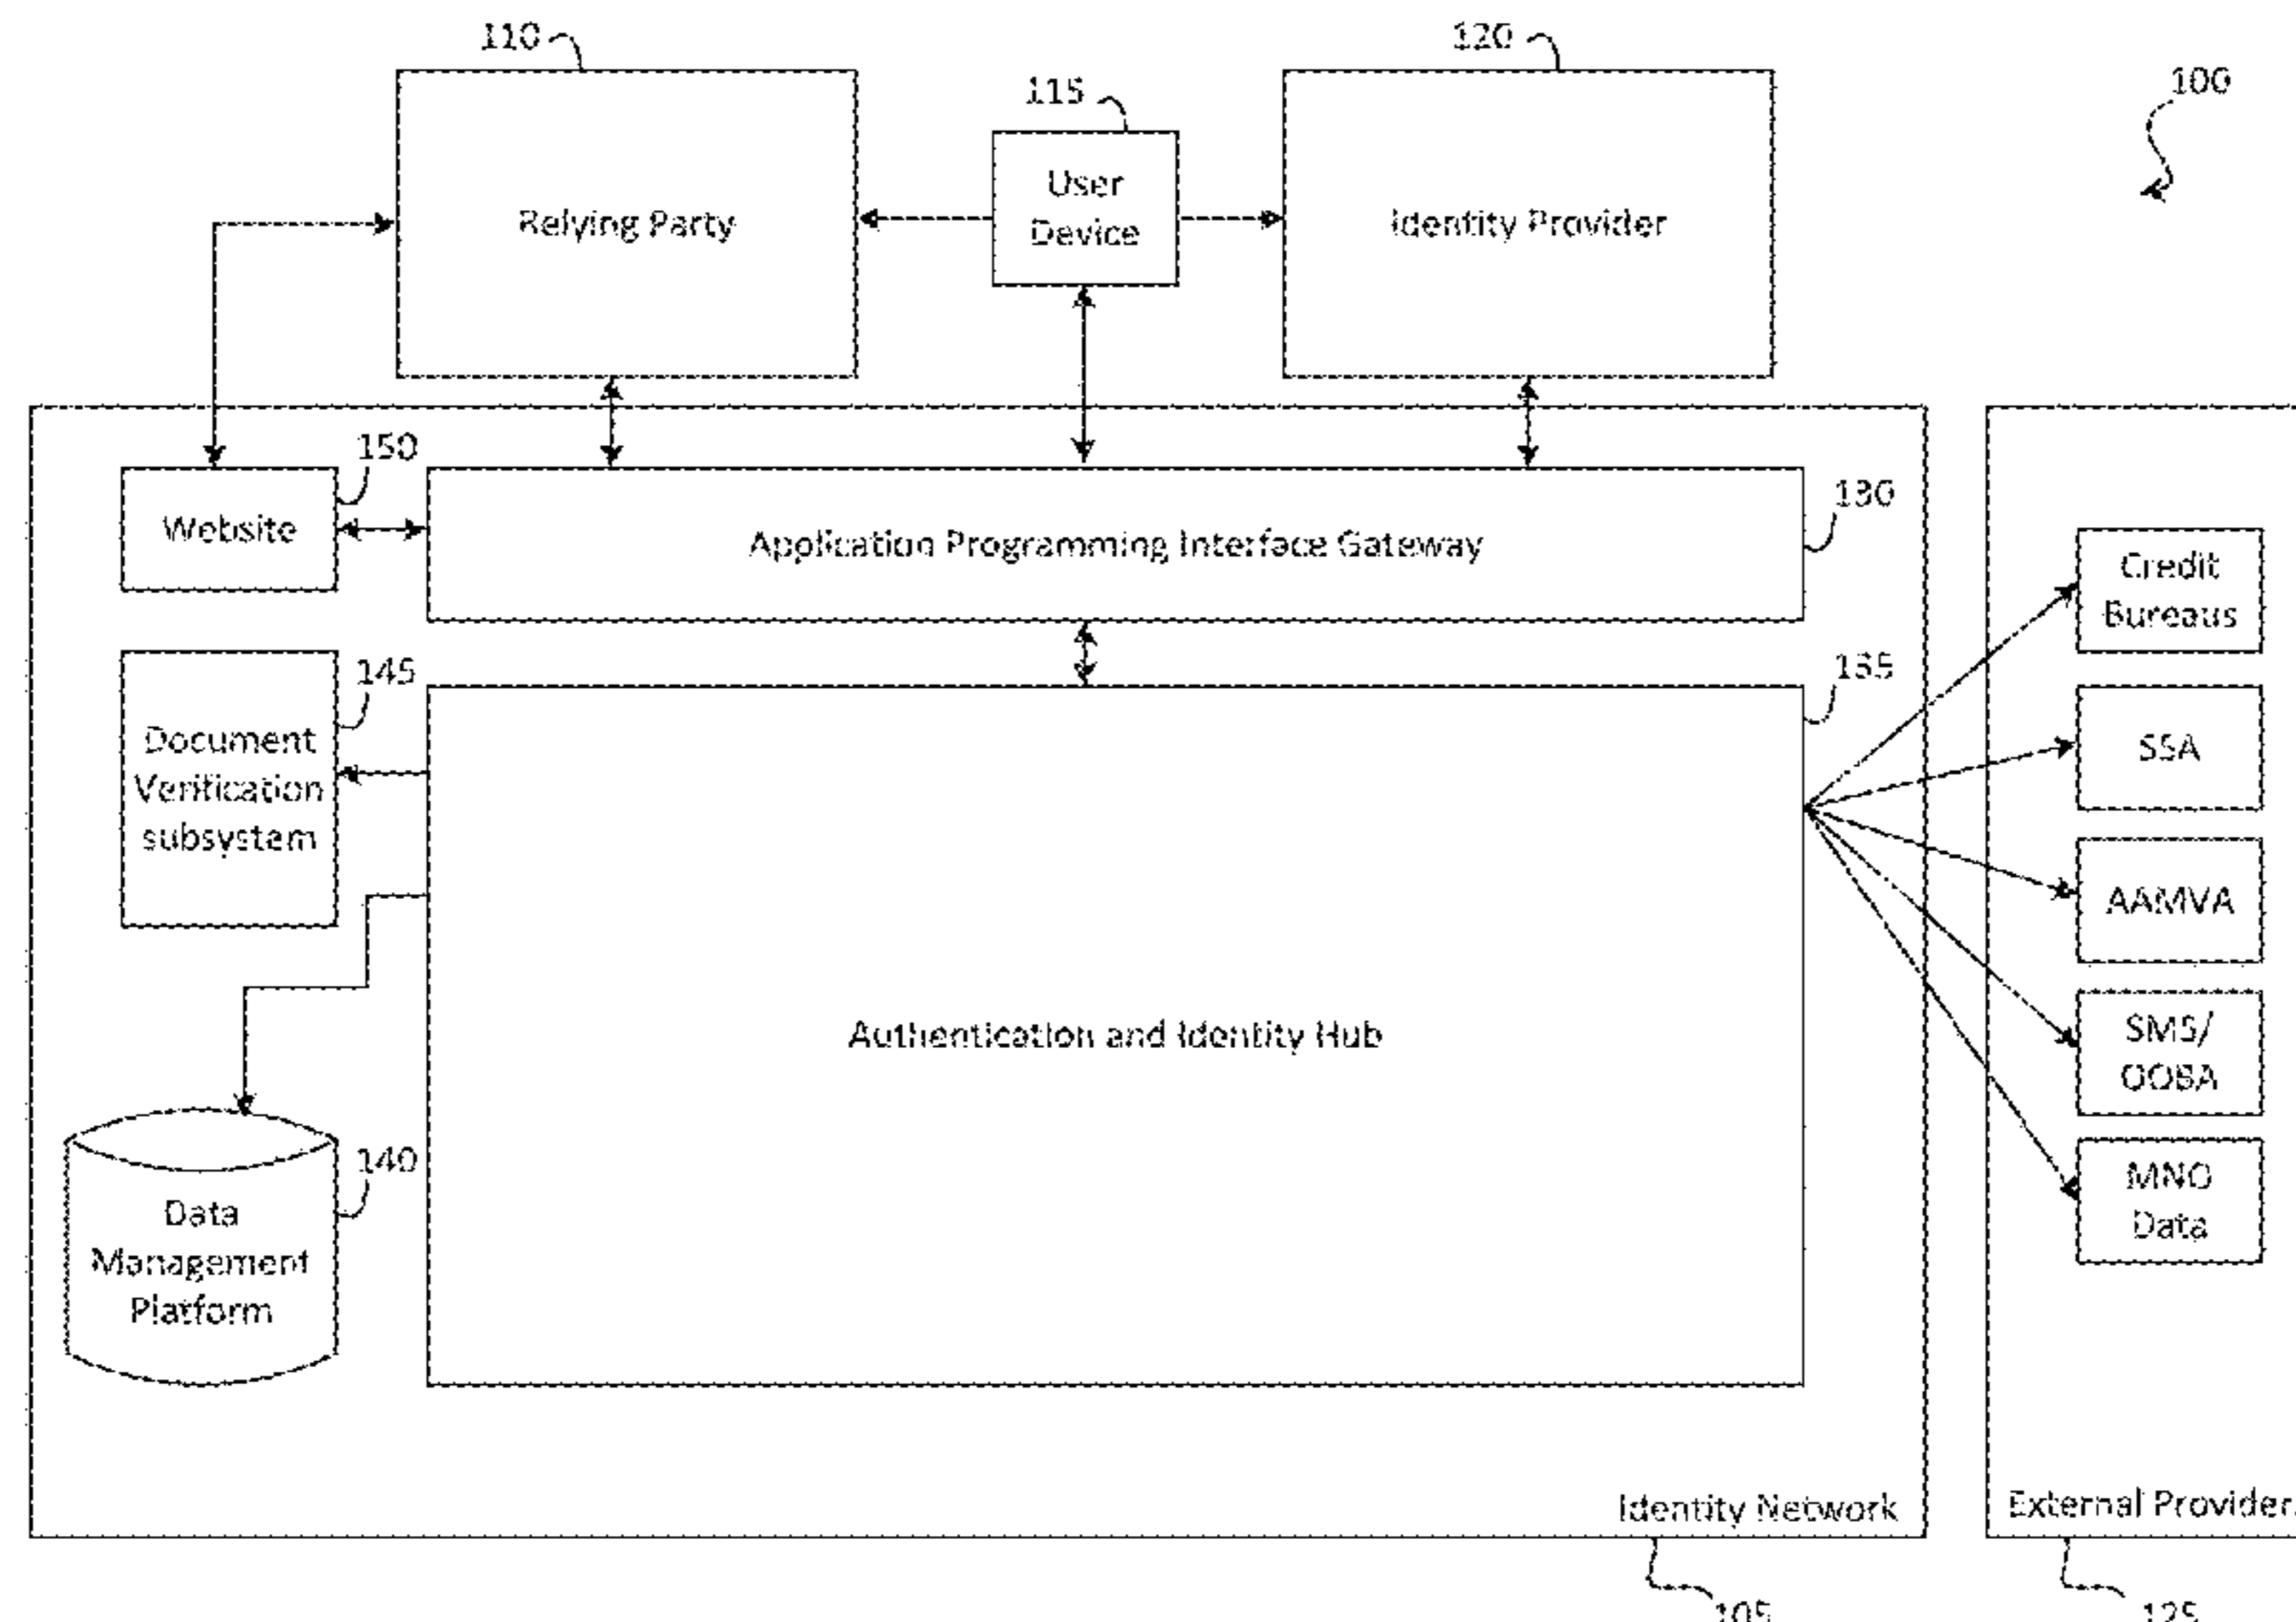 110
120
100
115
User
Device
Relying Party
Identity Provider
150
130
Website
Application Programming Interface Gateway
Credit
Bureaus
145
135
Document
Verification
subsystem
SSA
AAMVA
Authentication and Identity Hub
SMS/
OOBA
140
MNO
Data
Data
Management
Platform
Identity Network
External Provider
105
125